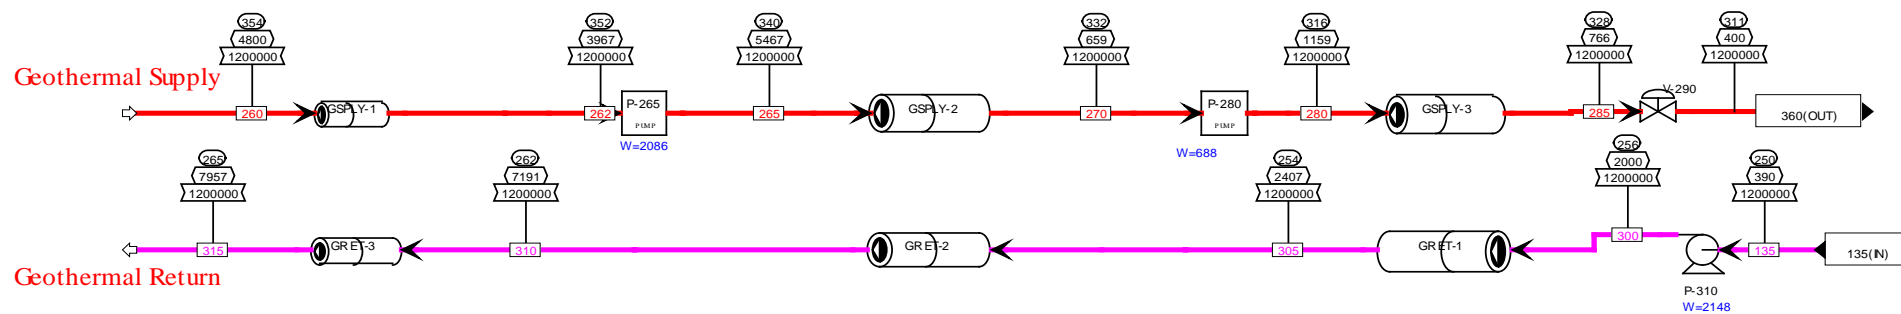 354
4800
1200000
352
3967
1200000
340
5467
1200000
332
659
1200000
316
1159
1200000
328
766
1200000
311
400
1200000
Geothermal Supply
260
GSPLY-1
262
P-265
PUMP
W=2086
265
GSPLY-2
270
P-280
PUMP
W=688
280
GSPLY-3
285
V-290
360(OUT)
265
7957
1200000
262
7191
1200000
254
2407
1200000
256
2000
1200000
250
390
1200000
315
GRET-3
310
GRET-2
305
GRET-1
300
P-310
W=2148
135
135(IN)
Geothermal Return